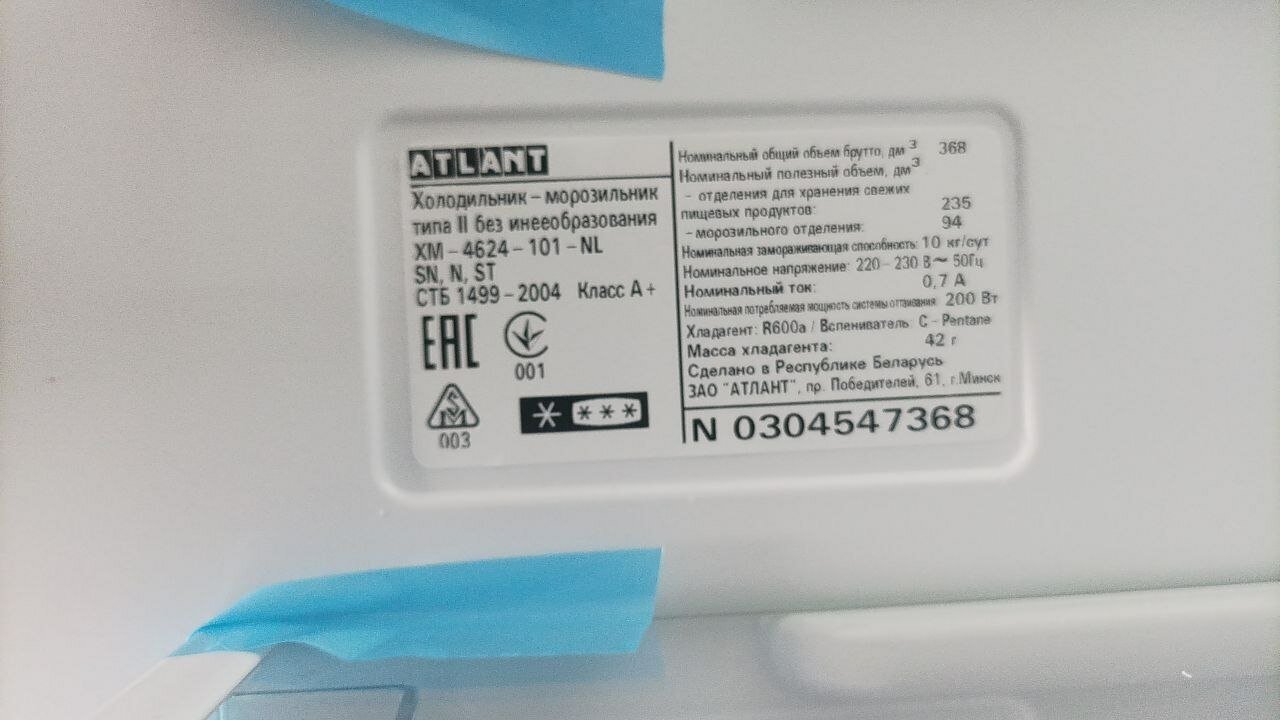 ATLANT
Холодильник – морозильник
типа II без инееобразования
ХМ – 4624 – 101 – NL
SN, N, ST
СТБ 1499 – 2004 Класс А+
ЕАС
001
003
Номинальный общий объем брутто, дм³ 368
Номинальный полезный объем, дм³
- отделения для хранения свежих
пищевых продуктов: 235
- морозильного отделения: 94
Номинальная замораживающая способность: 10 кг/сут
Номинальное напряжение: 220 – 230 В ~ 50Гц
Номинальный ток: 0,7 А
Номинальная потребляемая мощность системы оттаивания: 200 Вт
Хладагент: R600a / Вспениватель: C – Pentane
Масса хладагента: 42 г
Сделано в Республике Беларусь
ЗАО "АТЛАНТ", пр. Победителей, 61, г.Минск
N 0304547368